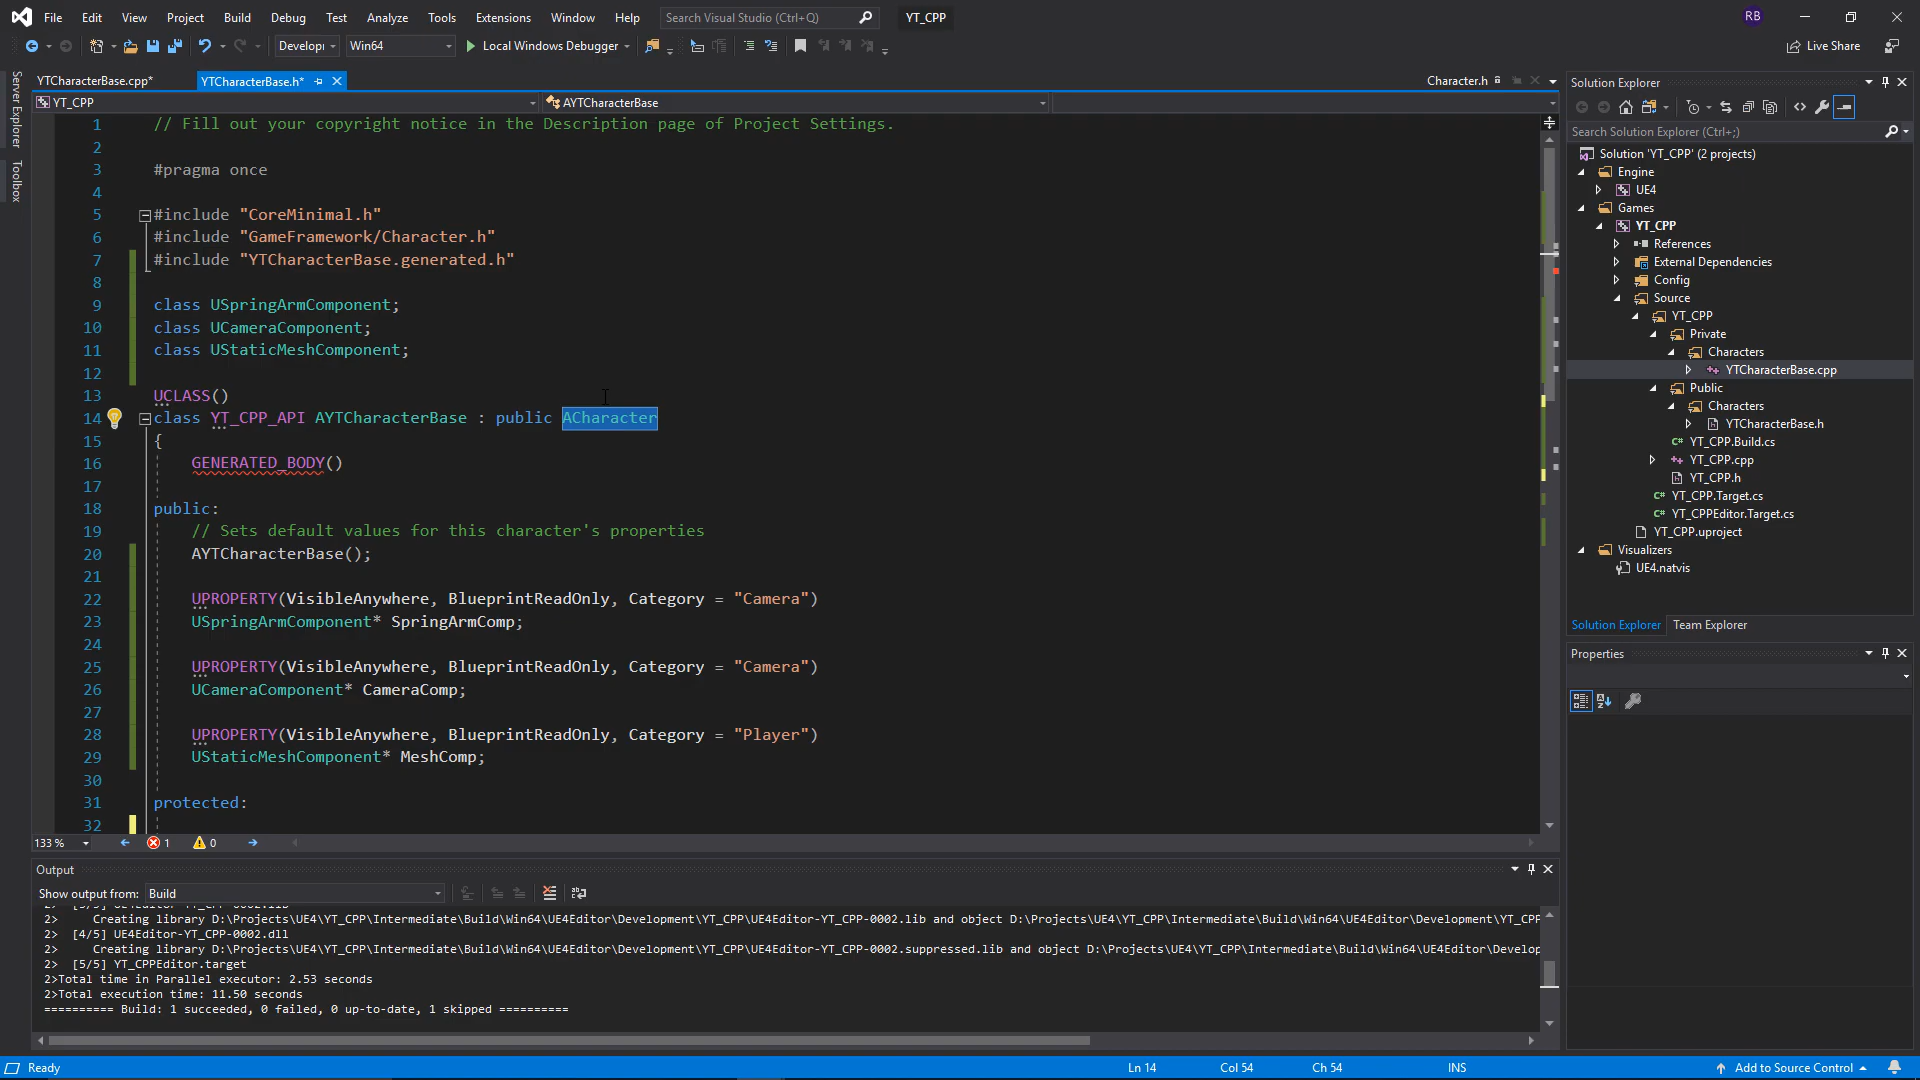 File Edit View Project Build Debug Test Analyze Tools Extensions Window Help Search Visual Studio (Ctrl+Q) YT_CPP RB
Develop Win64 Local Windows Debugger Live Share
Server Explorer
Toolbox
YTCharacterBase.cpp* YTCharacterBase.h* Character.h
YT_CPP AYTCharacterBase
1 // Fill out your copyright notice in the Description page of Project Settings.
2
3 #pragma once
4
5 #include "CoreMinimal.h"
6 #include "GameFramework/Character.h"
7 #include "YTCharacterBase.generated.h"
8
9 class USpringArmComponent;
10 class UCameraComponent;
11 class UStaticMeshComponent;
12
13 UCLASS()
14 class YT_CPP_API AYTCharacterBase : public ACharacter
15 {
16 GENERATED_BODY()
17
18 public:
19 // Sets default values for this character's properties
20 AYTCharacterBase();
21
22 UPROPERTY(VisibleAnywhere, BlueprintReadOnly, Category = "Camera")
23 USpringArmComponent* SpringArmComp;
24
25 UPROPERTY(VisibleAnywhere, BlueprintReadOnly, Category = "Camera")
26 UCameraComponent* CameraComp;
27
28 UPROPERTY(VisibleAnywhere, BlueprintReadOnly, Category = "Player")
29 UStaticMeshComponent* MeshComp;
30
31 protected:
32
133 % 1 0
Output
Show output from: Build
2> Creating library D:\Projects\UE4\YT_CPP\Intermediate\Build\Win64\UE4Editor\Development\YT_CPP\UE4Editor-YT_CPP-0002.lib and object D:\Projects\UE4\YT_CPP\Intermediate\Build\Win64\UE4Editor\Development\YT_CPP
2> [4/5] UE4Editor-YT_CPP-0002.dll
2> Creating library D:\Projects\UE4\YT_CPP\Intermediate\Build\Win64\UE4Editor\Development\YT_CPP\UE4Editor-YT_CPP-0002.suppressed.lib and object D:\Projects\UE4\YT_CPP\Intermediate\Build\Win64\UE4Editor\Develop
2> [5/5] YT_CPPEditor.target
2>Total time in Parallel executor: 2.53 seconds
2>Total execution time: 11.50 seconds
========== Build: 1 succeeded, 0 failed, 0 up-to-date, 1 skipped ==========
Solution Explorer
Search Solution Explorer (Ctrl+;)
Solution 'YT_CPP' (2 projects)
Engine
UE4
Games
YT_CPP
References
External Dependencies
Config
Source
YT_CPP
Private
Characters
YTCharacterBase.cpp
Public
Characters
YTCharacterBase.h
YT_CPP.Build.cs
YT_CPP.cpp
YT_CPP.h
YT_CPP.Target.cs
YT_CPPEditor.Target.cs
YT_CPP.uproject
Visualizers
UE4.natvis
Solution Explorer Team Explorer
Properties
Ready Ln 14 Col 54 Ch 54 INS Add to Source Control